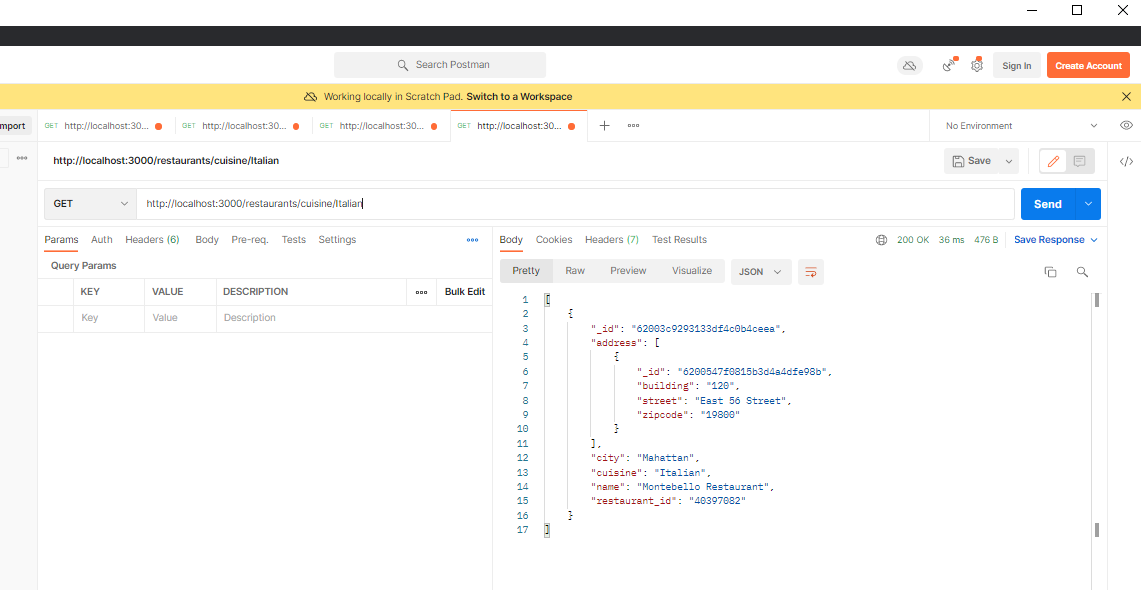 Search Postman
Sign In
Create Account
Working locally in Scratch Pad. Switch to a Workspace
mport
GET http://localhost:30...
GET http://localhost:30...
GET http://localhost:30...
GET http://localhost:30...
No Environment
http://localhost:3000/restaurants/cuisine/Italian
Save
GET
http://localhost:3000/restaurants/cuisine/Italian
Send
Params Auth Headers (6) Body Pre-req. Tests Settings
Query Params
KEY VALUE DESCRIPTION Bulk Edit
Key Value Description
Body Cookies Headers (7) Test Results
200 OK 36 ms 476 B Save Response
Pretty Raw Preview Visualize JSON
1 [
2 {
3 "_id": "62003c9293133df4c0b4ceea",
4 "address": [
5 {
6 "_id": "6200547f0815b3d4a4dfe98b",
7 "building": "120",
8 "street": "East 56 Street",
9 "zipcode": "19800"
10 }
11 ],
12 "city": "Mahattan",
13 "cuisine": "Italian",
14 "name": "Montebello Restaurant",
15 "restaurant_id": "40397082"
16 }
17 ]